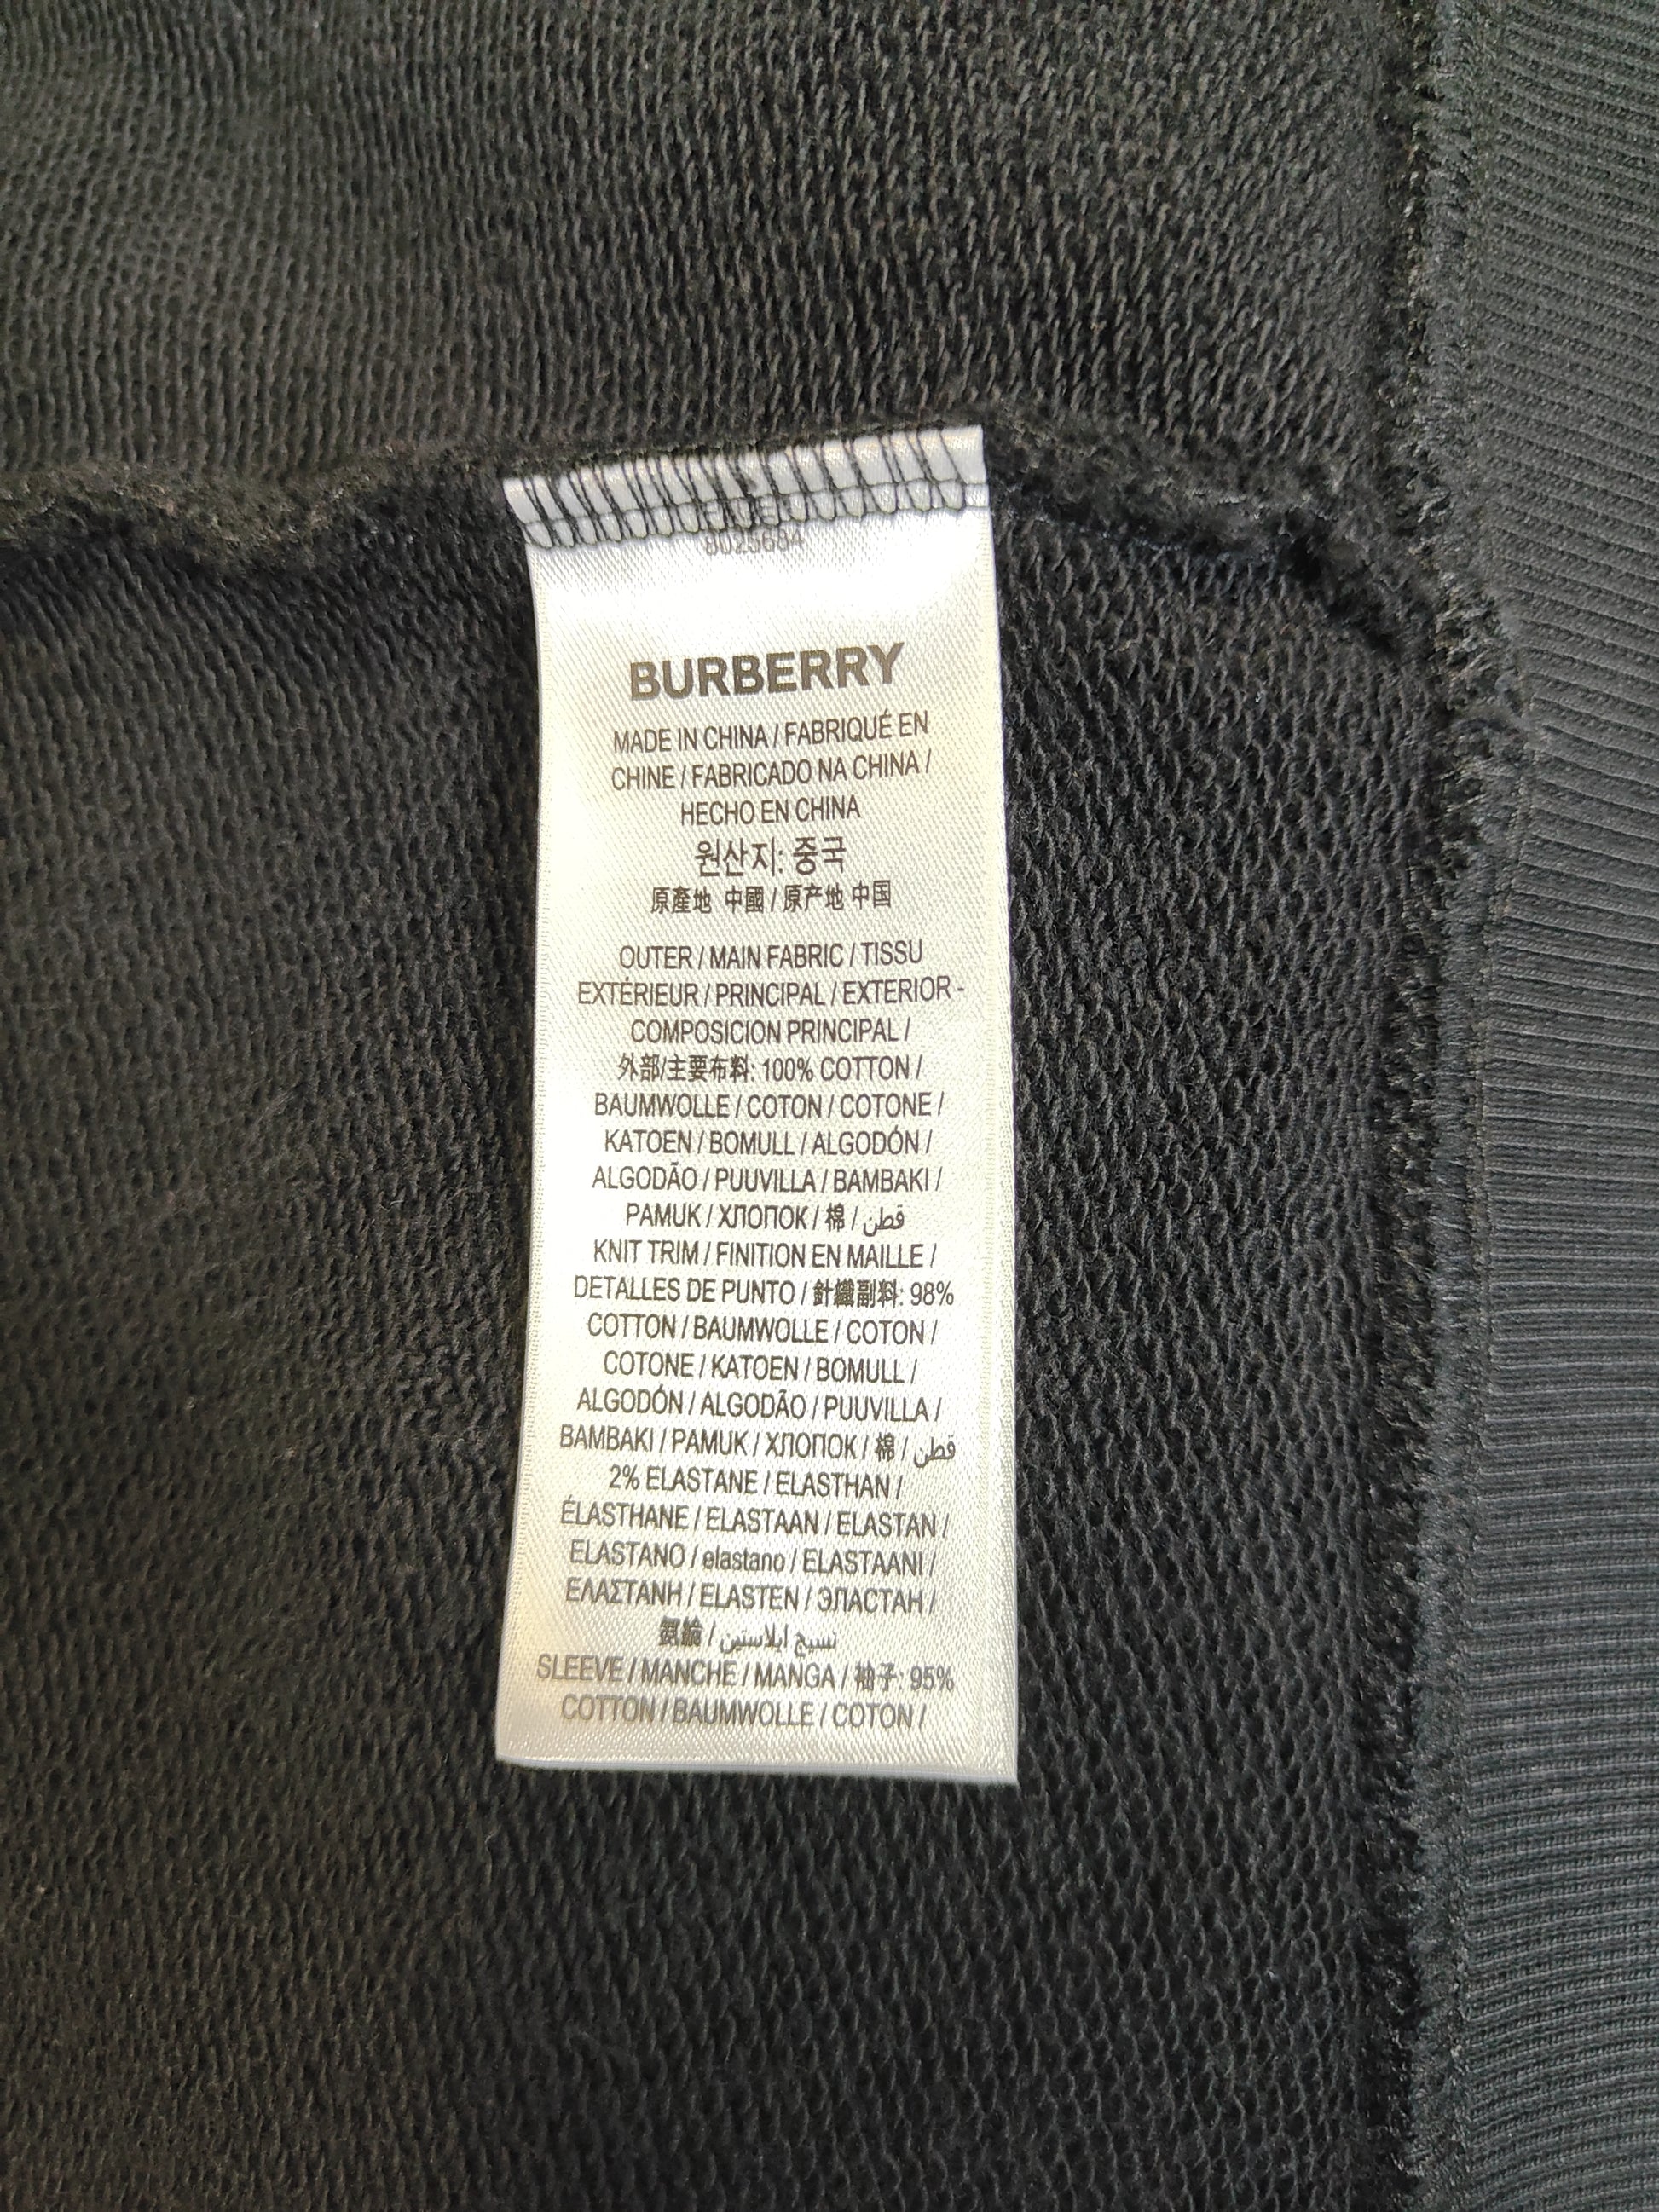 8025684
BURBERRY
MADE IN CHINA / FABRIQUÉ EN
CHINE / FABRICADO NA CHINA /
HECHO EN CHINA
원산지: 중국
原產地 中國 / 原产地 中国
OUTER / MAIN FABRIC / TISSU
EXTÉRIEUR / PRINCIPAL / EXTERIOR -
COMPOSICION PRINCIPAL /
外部/主要布料: 100% COTTON /
BAUMWOLLE / COTON / COTONE /
KATOEN / BOMULL / ALGODÓN /
ALGODÃO / PUUVILLA / BAMBAKI /
PAMUK / ХЛОПОК / 棉 / قطن
KNIT TRIM / FINITION EN MAILLE /
DETALLES DE PUNTO / 針織副料: 98%
COTTON / BAUMWOLLE / COTON /
COTONE / KATOEN / BOMULL /
ALGODÓN / ALGODÃO / PUUVILLA /
BAMBAKI / PAMUK / ХЛОПОК / 棉 / قطن
2% ELASTANE / ELASTHAN /
ÉLASTHANE / ELASTAAN / ELASTAN /
ELASTANO / elastano / ELASTAANI /
ΕΛΑΣΤΑΝΗ / ELASTEN / ЭЛАСТАН /
氨綸 / نسيج ايلاستين
SLEEVE / MANCHE / MANGA / 袖子: 95%
COTTON / BAUMWOLLE / COTON /